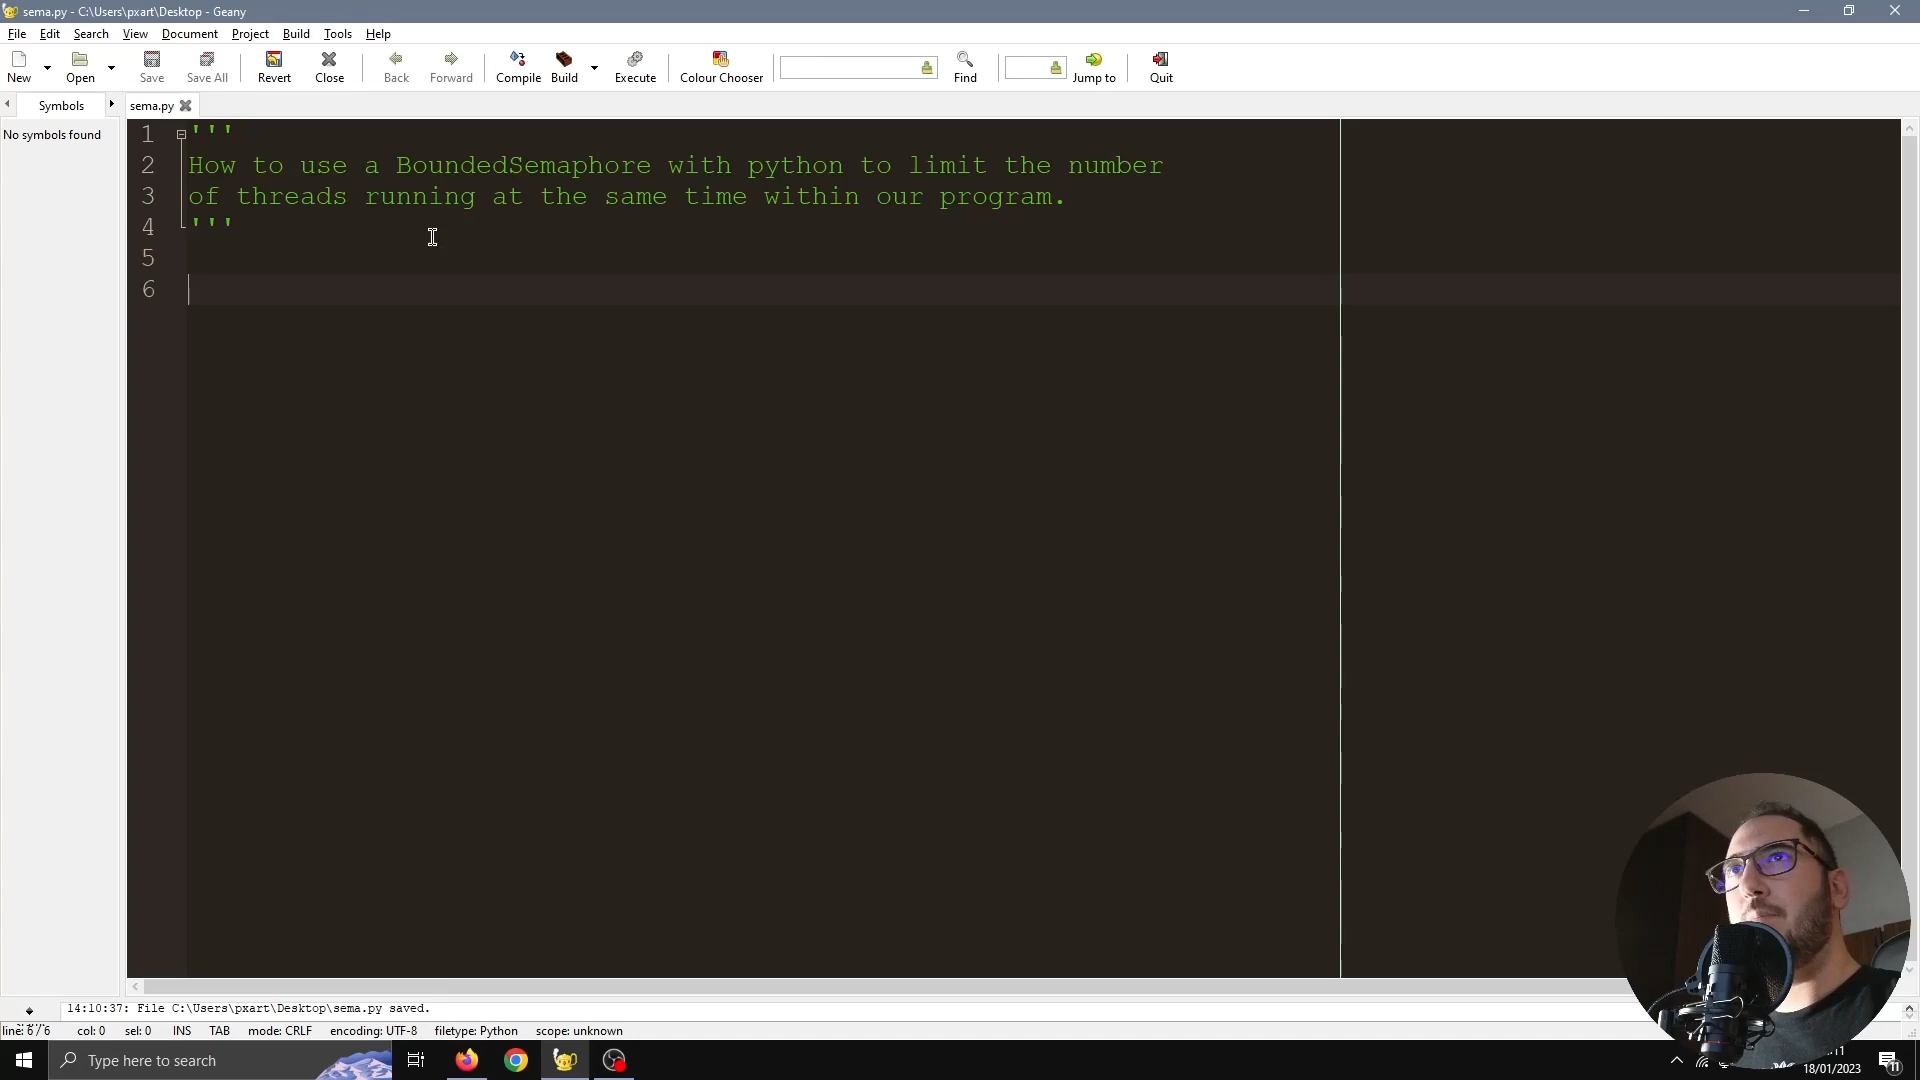 sema.py - C:\Users\pxart\Desktop - Geany
File Edit Search View Document Project Build Tools Help
New Open Save Save All Revert Close Back Forward Compile Build Execute Colour Chooser Find Jump to Quit
Symbols sema.py
No symbols found
1 '''
2 How to use a BoundedSemaphore with python to limit the number
3 of threads running at the same time within our program.
4 '''
5
6
14:10:37: File C:\Users\pxart\Desktop\sema.py saved.
line: 6 / 6 col: 0 sel: 0 INS TAB mode: CRLF encoding: UTF-8 filetype: Python scope: unknown
Type here to search
18/01/2023
11